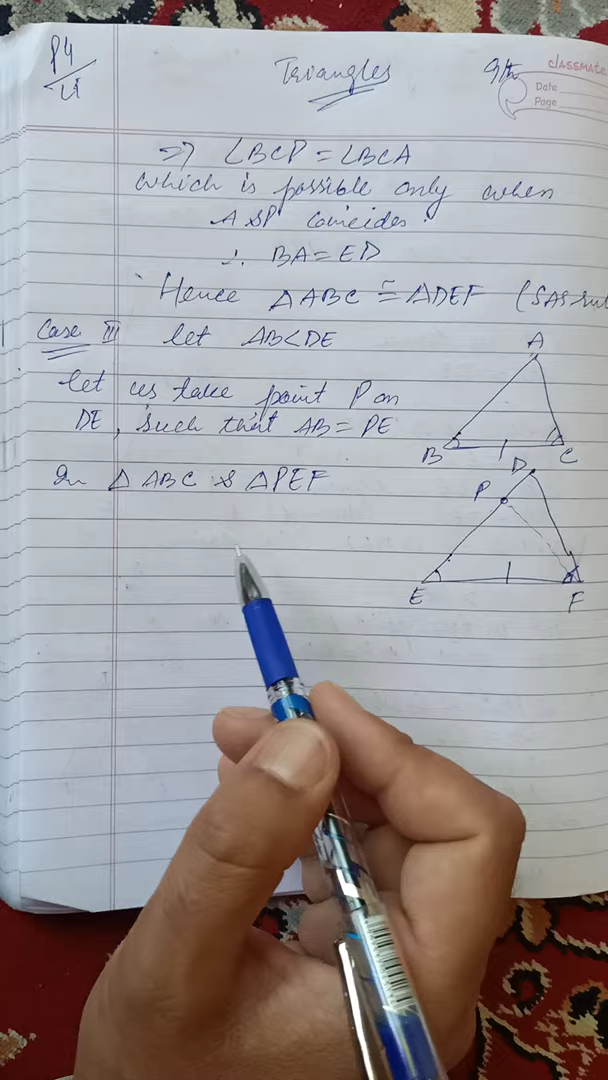 P4
Triangles
9th
classmate
Date
Page
=> ∠BCP = ∠BCA
which is possible only when
A & P coincides.
∴ BA = ED
Hence △ABC ≅ △DEF (SAS
Case III let AB<DE
let us take point P on
DE, such that AB = PE
In △ABC & △PEF
A
B
C
D
P
E
F